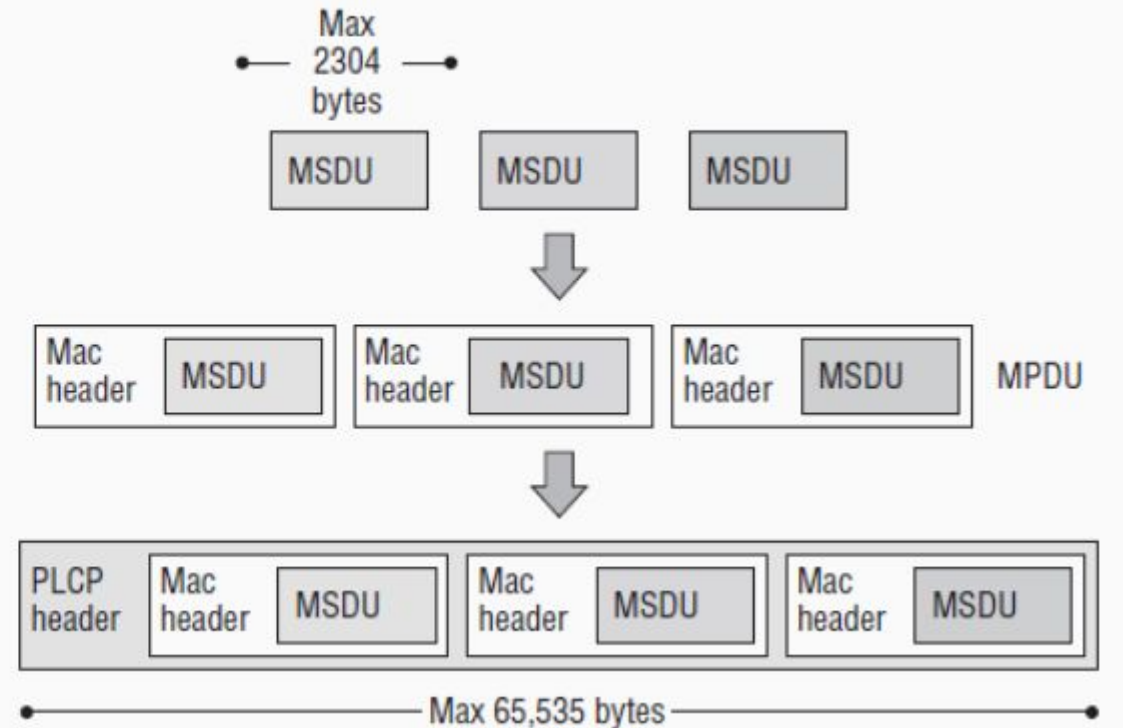 Max
2304
bytes
MSDU MSDU MSDU
Mac
header
MSDU
Mac
header
MSDU
Mac
header
MSDU
MPDU
PLCP
header
Mac
header
MSDU
Mac
header
MSDU
Mac
header
MSDU
Max 65,535 bytes